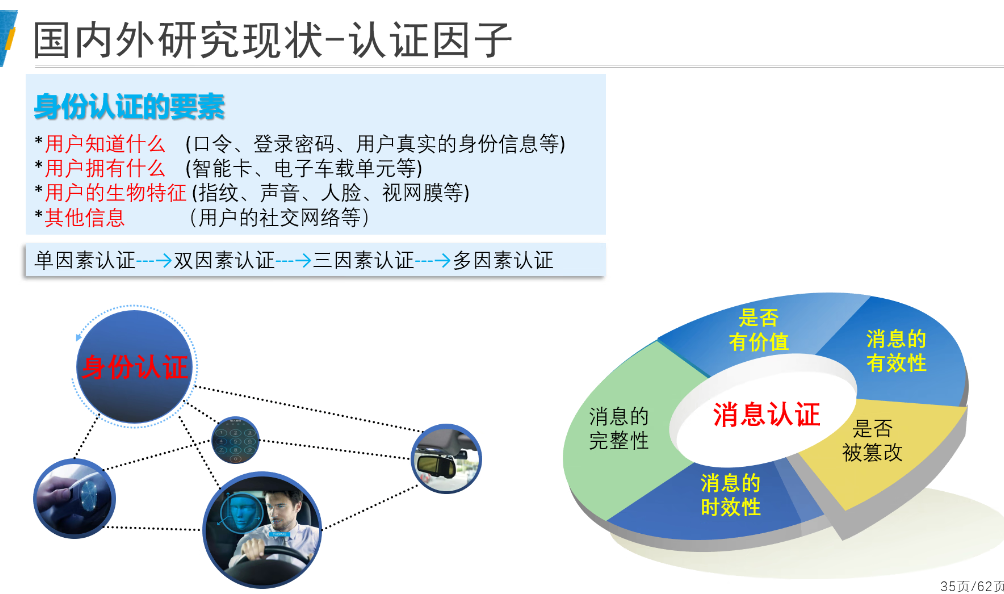 国内外研究现状-认证因子
身份认证的要素
*用户知道什么 (口令、登录密码、用户真实的身份信息等)
*用户拥有什么 (智能卡、电子车载单元等)
*用户的生物特征 (指纹、声音、人脸、视网膜等)
*其他信息 （用户的社交网络等）
单因素认证---→双因素认证---→三因素认证---→多因素认证
身份认证
是否
有价值
消息的
有效性
消息的
完整性
消息认证
是否
被篡改
消息的
时效性
35页/62页